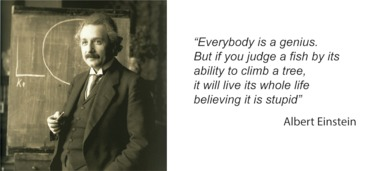 “Everybody is a genius.
But if you judge a fish by its
ability to climb a tree,
it will live its whole life
believing it is stupid”
Albert Einstein